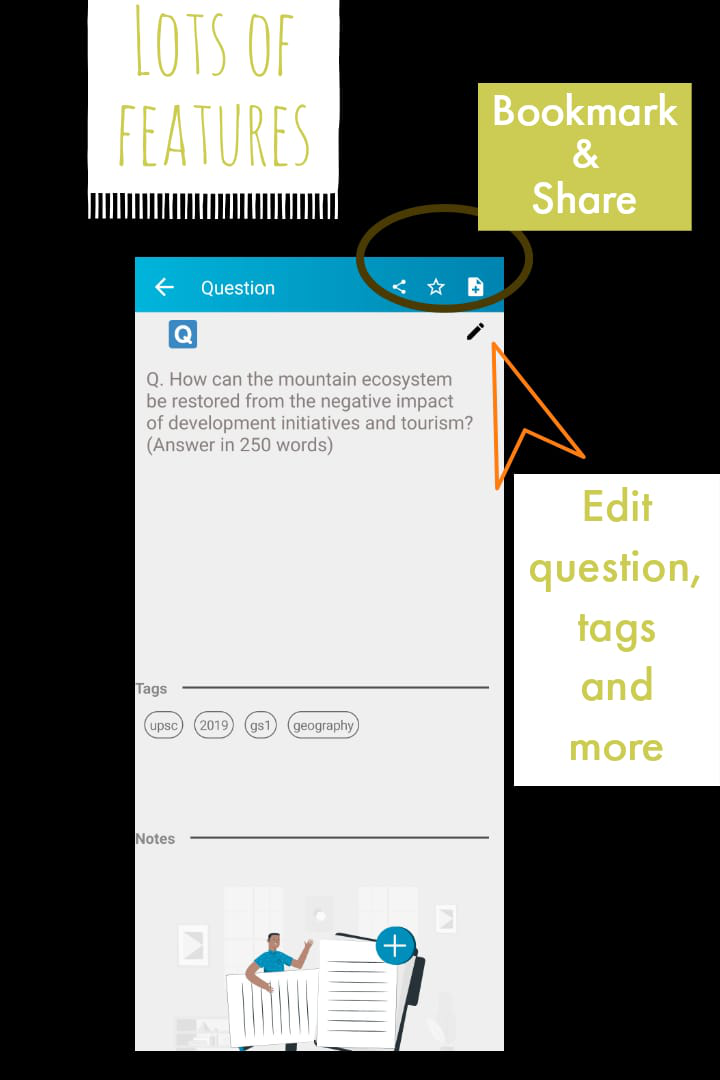 LOTS OF
FEATURES
Bookmark
&
Share
Question
Q
Q. How can the mountain ecosystem
be restored from the negative impact
of development initiatives and tourism?
(Answer in 250 words)
Edit
question,
tags
and
more
Tags
upsc 2019 gs1 geography
Notes